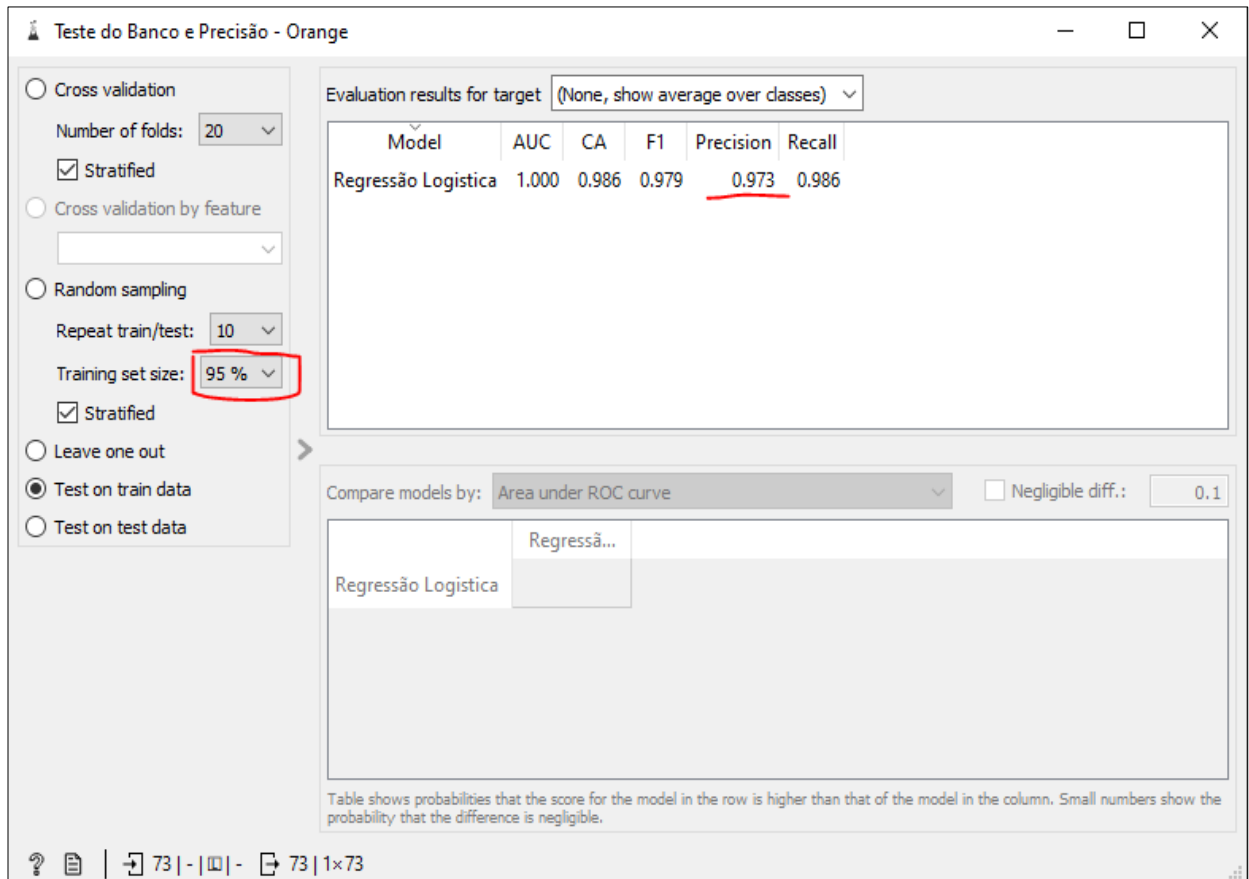 Teste do Banco e Precisão - Orange
Cross validation
Number of folds: 20
Stratified
Cross validation by feature
Random sampling
Repeat train/test: 10
Training set size: 95 %
Stratified
Leave one out
Test on train data
Test on test data
Evaluation results for target (None, show average over classes)
Model AUC CA F1 Precision Recall
Regressão Logistica 1.000 0.986 0.979 0.973 0.986
Compare models by: Area under ROC curve Negligible diff.: 0.1
Regressã...
Regressão Logistica
Table shows probabilities that the score for the model in the row is higher than that of the model in the column. Small numbers show the
probability that the difference is negligible.
? 73 | - | - 73 | 1×73